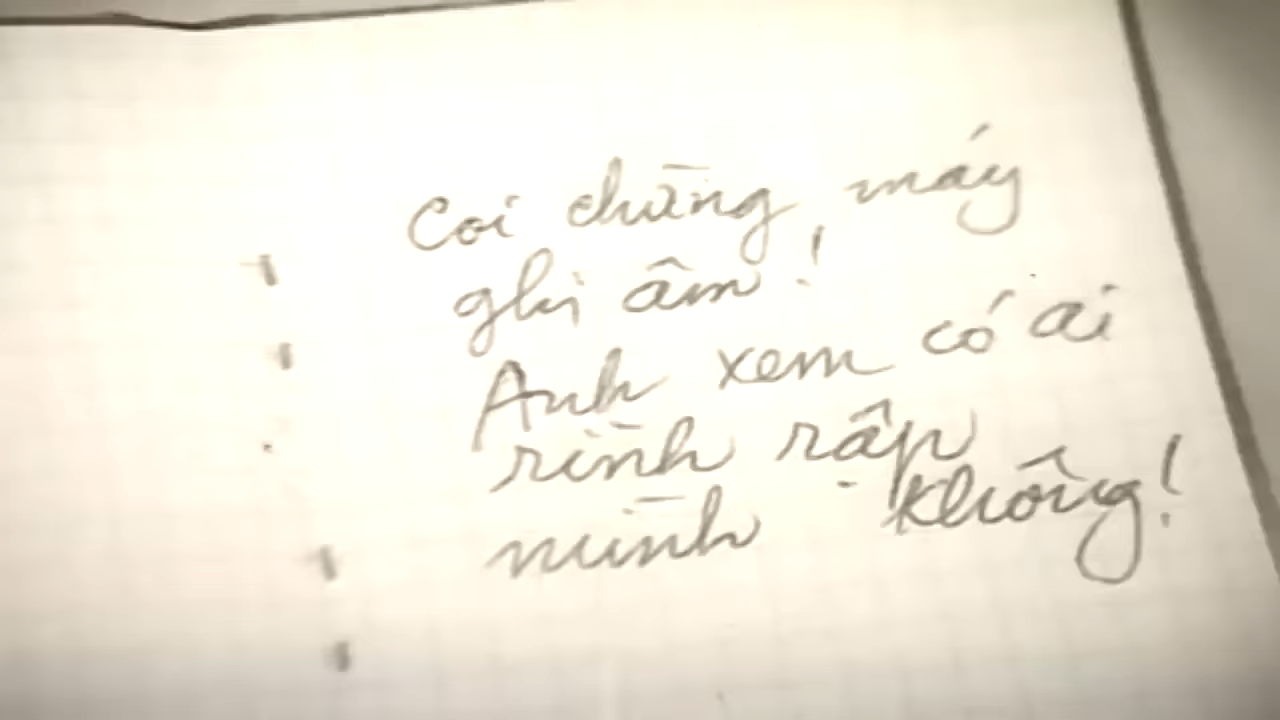 Coi chừng máy
ghi âm!
Anh xem có ai
rình rập
mình không!